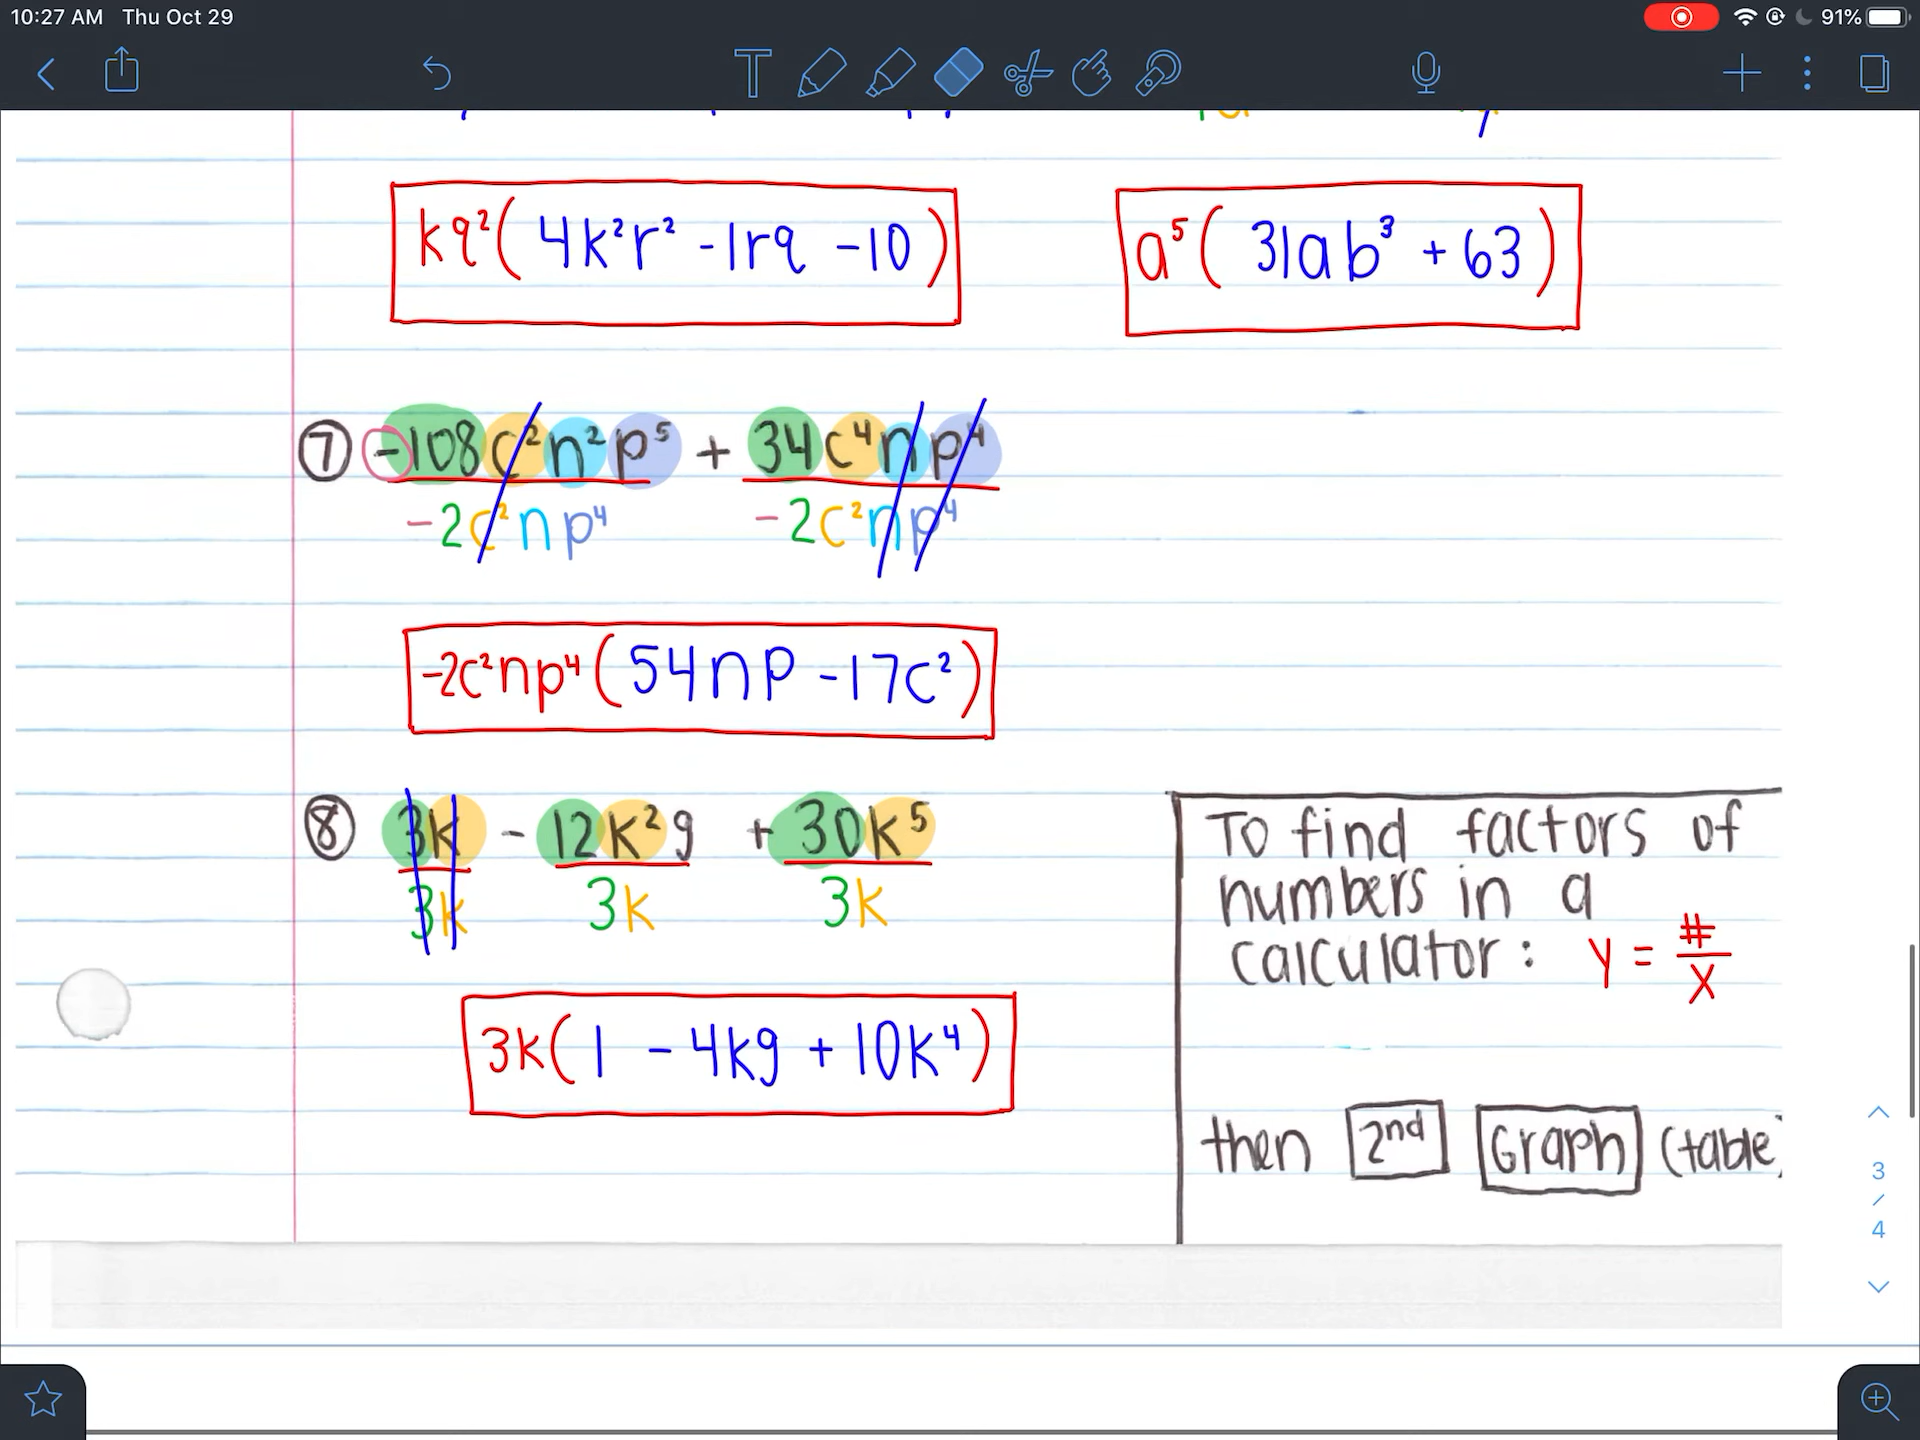 10:27 AM Thu Oct 29
91%
T
kq²( 4k²r² -1rq -10 )
a⁵( 31ab³ + 63 )
⑦ -108c²n²p⁵ + 34c⁴np⁴
-2c²np⁴ -2c²np⁴
-2c²np⁴( 54np -17c² )
⑧ 3k - 12k²g + 30k⁵
3k 3k 3k
3k( 1 - 4kg + 10k⁴ )
To find factors of
numbers in a
calculator: y = #/x
then 2nd Graph (table)
3
/
4